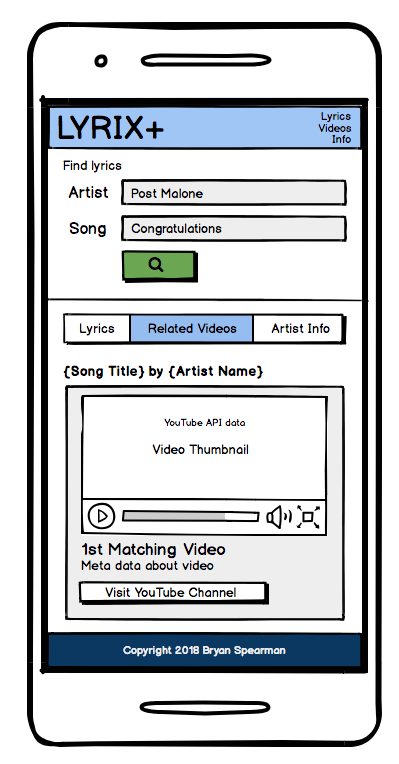 LYRIX+
Lyrics
Videos
Info
Find lyrics
Artist Post Malone
Song Congratulations
Lyrics Related Videos Artist Info
{Song Title} by {Artist Name}
YouTube API data
Video Thumbnail
1st Matching Video
Meta data about video
Visit YouTube Channel
Copyright 2018 Bryan Spearman